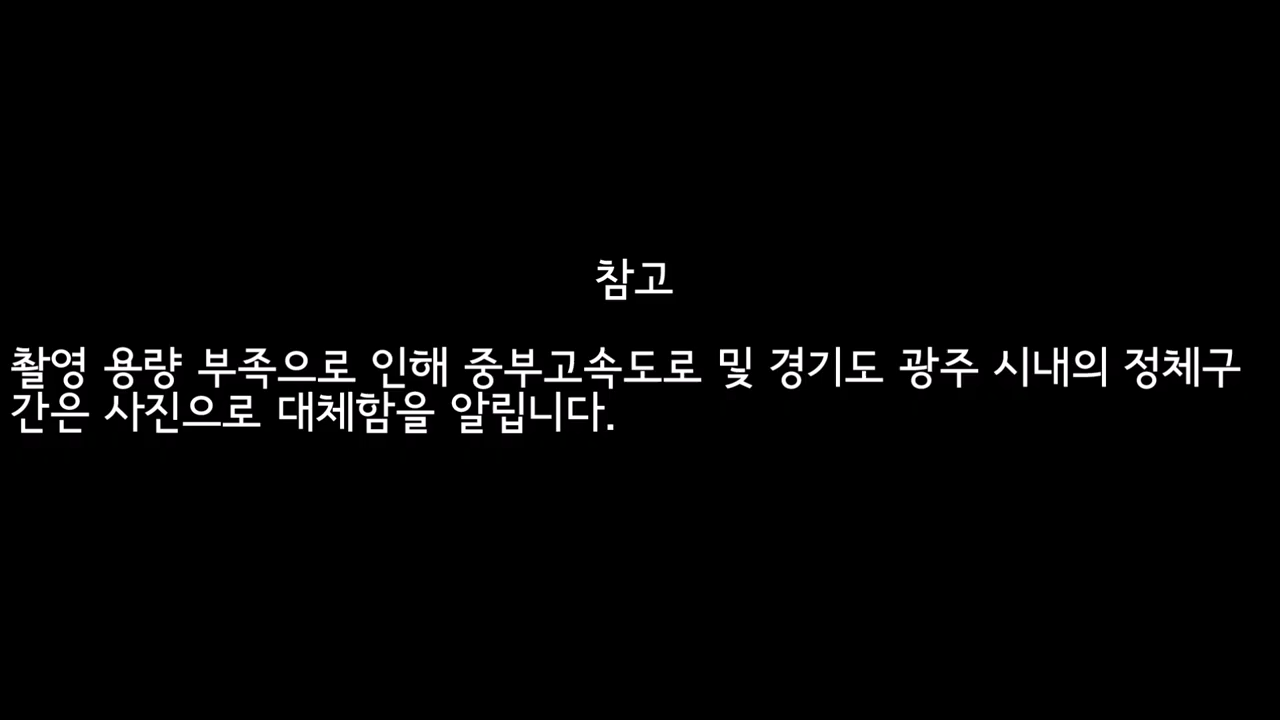 참고
촬영 용량 부족으로 인해 중부고속도로 및 경기도 광주 시내의 정체구
간은 사진으로 대체함을 알립니다.